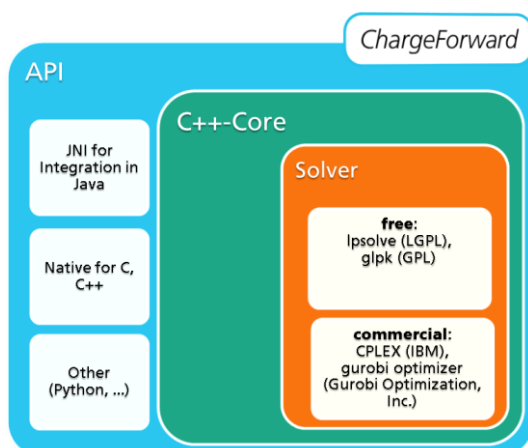 ChargeForward
API
JNI for
Integration in
Java
Native for C,
C++
Other
(Python, ...)
C++-Core
Solver
free:
lpsolve (LGPL),
glpk (GPL)
commercial:
CPLEX (IBM),
gurobi optimizer
(Gurobi Optimization,
Inc.)